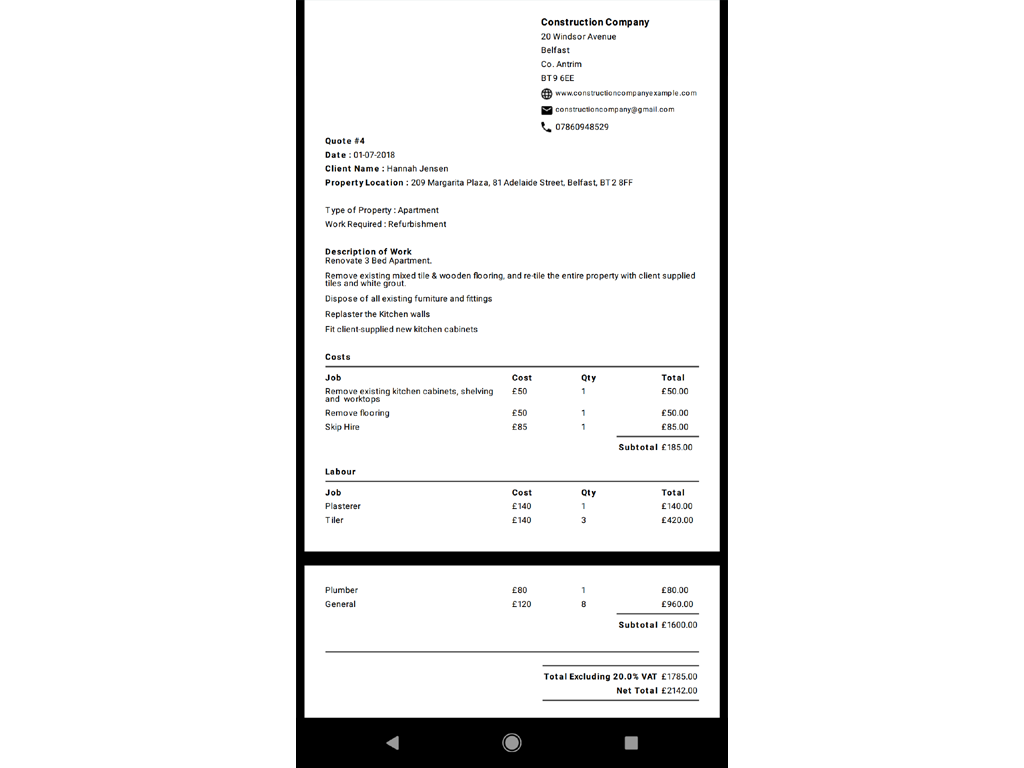 Construction Company
20 Windsor Avenue
Belfast
Co. Antrim
BT9 6EE
www.constructioncompanyexample.com
constructioncompany@gmail.com
07860948529
Quote #4
Date : 01-07-2018
Client Name : Hannah Jensen
Property Location : 209 Margarita Plaza, 81 Adelaide Street, Belfast, BT2 8FF
Type of Property : Apartment
Work Required : Refurbishment
Description of Work
Renovate 3 Bed Apartment.
Remove existing mixed tile & wooden flooring, and re-tile the entire property with client supplied
tiles and white grout.
Dispose of all existing furniture and fittings
Replaster the Kitchen walls
Fit client-supplied new kitchen cabinets
Costs
Job Cost Qty Total
Remove existing kitchen cabinets, shelving £50 1 £50.00
and worktops
Remove flooring £50 1 £50.00
Skip Hire £85 1 £85.00
Subtotal £185.00
Labour
Job Cost Qty Total
Plasterer £140 1 £140.00
Tiler £140 3 £420.00
Plumber £80 1 £80.00
General £120 8 £960.00
Subtotal £1600.00
Total Excluding 20.0% VAT £1785.00
Net Total £2142.00